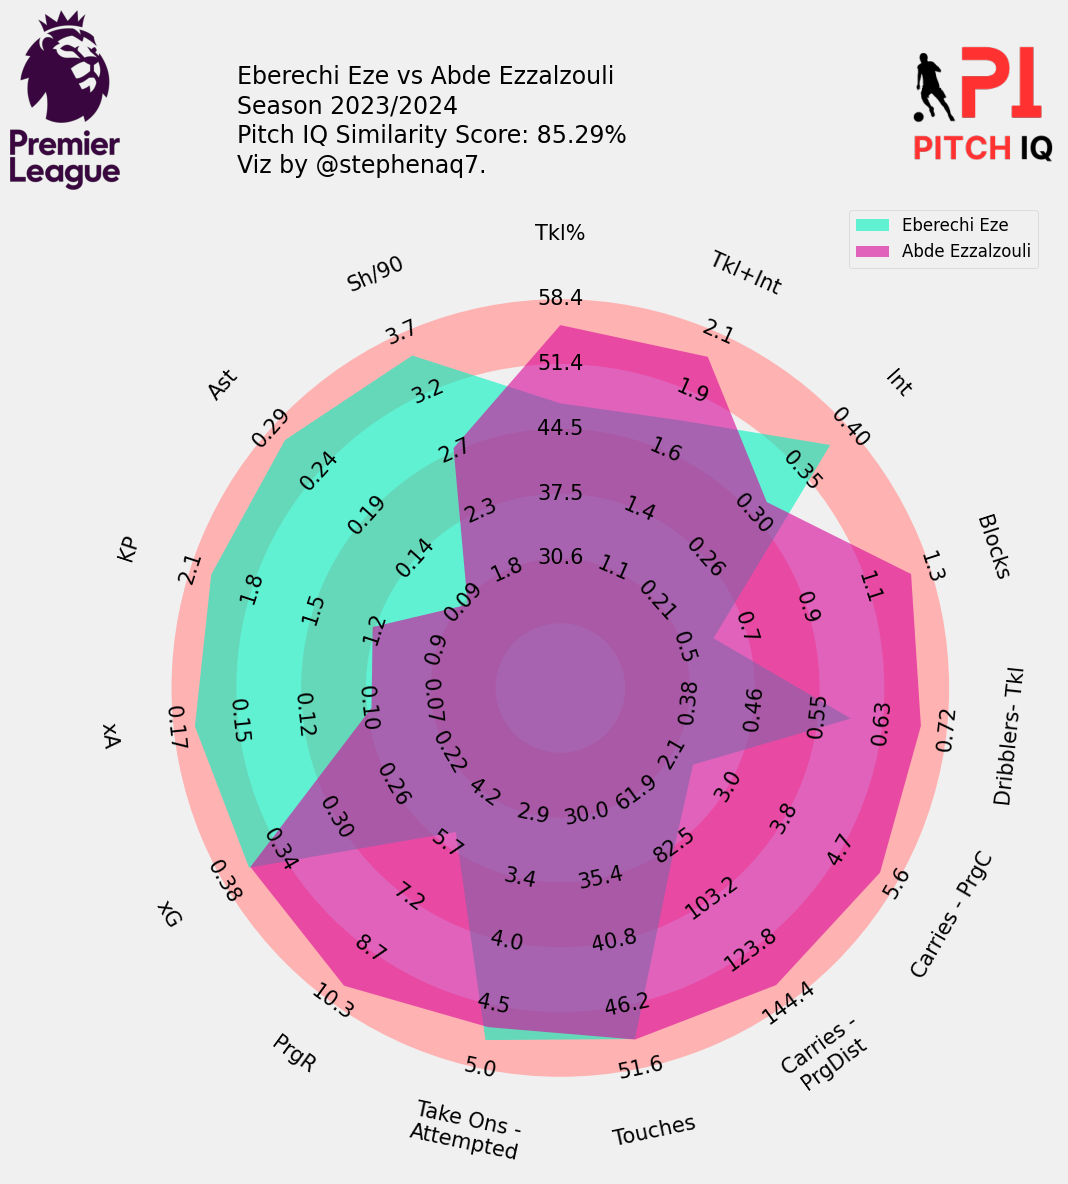 Premier
League
Eberechi Eze vs Abde Ezzalzouli
Season 2023/2024
Pitch IQ Similarity Score: 85.29%
Viz by @stephenaq7.
PI
PITCH IQ
Eberechi Eze
Abde Ezzalzouli
Tkl%
58.4
51.4
44.5
37.5
30.6
Tkl+Int
2.1
1.9
1.6
1.4
1.1
Int
0.40
0.35
0.30
0.26
0.21
Blocks
1.3
1.1
0.9
0.7
0.5
Dribblers- Tkl
0.72
0.63
0.55
0.46
0.38
Carries - PrgC
5.6
4.7
3.8
3.0
2.1
Carries -
PrgDist
144.4
123.8
103.2
82.5
61.9
Touches
51.6
46.2
40.8
35.4
30.0
Take Ons -
Attempted
5.0
4.5
4.0
3.4
2.9
PrgR
10.3
8.7
7.2
5.7
4.2
xG
0.38
0.34
0.30
0.26
0.22
xA
0.17
0.15
0.12
0.10
0.07
KP
2.1
1.8
1.5
1.2
0.9
Ast
0.29
0.24
0.19
0.14
0.09
Sh/90
3.7
3.2
2.7
2.3
1.8